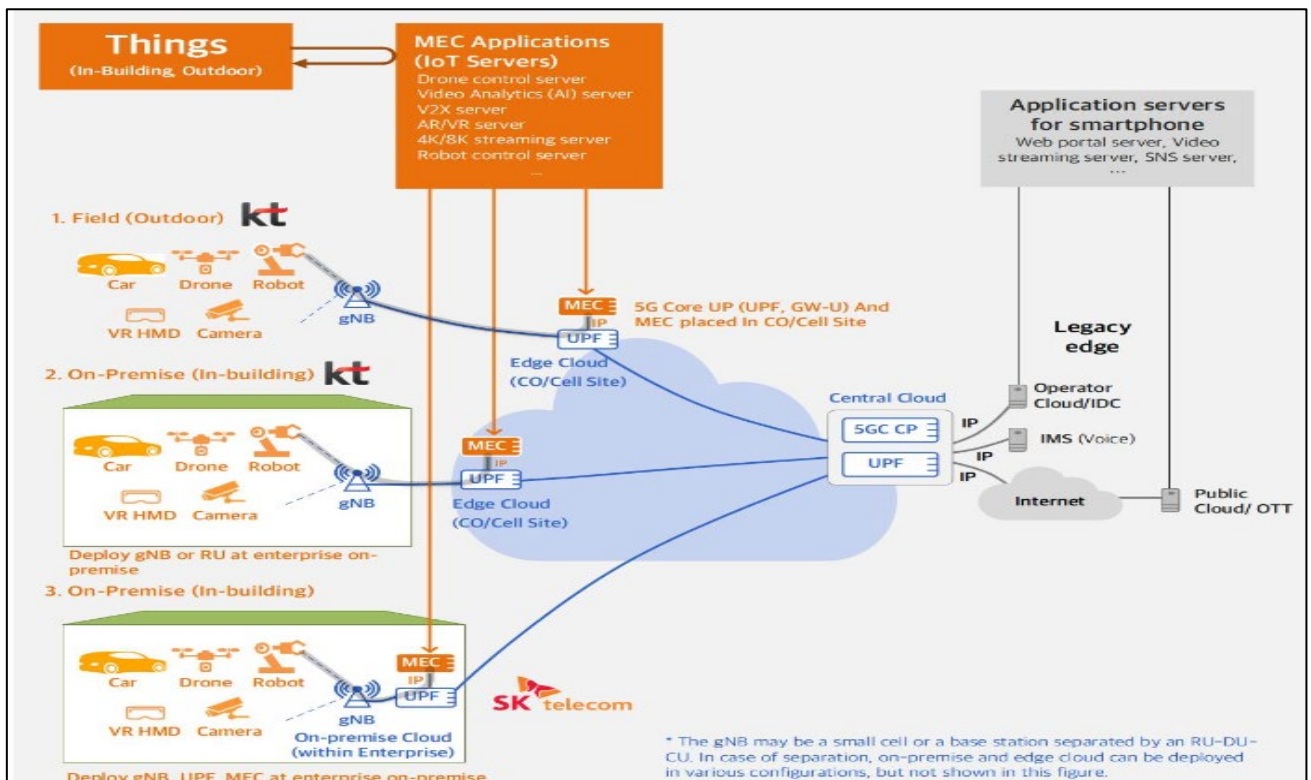 Things
(In-Building, Outdoor)
MEC Applications
(IoT Servers)
Drone control server
Video Analytics (AI) server
V2X server
AR/VR server
4K/8K streaming server
Robot control server
...
Application servers
for smartphone
Web portal server, Video
streaming server, SNS server,
...
1. Field (Outdoor)
kt
Car
Drone
Robot
VR HMD
Camera
gNB
MEC
IP
UPF
5G Core UP (UPF, GW-U) And
MEC placed In CO/Cell Site
Edge Cloud
(CO/Cell Site)
Legacy
edge
2. On-Premise (In-building)
kt
Car
Drone
Robot
VR HMD
Camera
gNB
MEC
IP
UPF
Edge Cloud
(CO/Cell Site)
Deploy gNB or RU at enterprise on-
premise
Central Cloud
5GC CP
UPF
IP
IP
IP
Operator
Cloud/IDC
IMS (Voice)
Internet
Public
Cloud/ OTT
3. On-Premise (In-building)
Car
Drone
Robot
VR HMD
Camera
gNB
MEC
IP
UPF
On-premise Cloud
(within Enterprise)
SK telecom
Deploy gNB, UPF, MEC at enterprise on-premise
* The gNB may be a small cell or a base station separated by an RU-DU-
CU. In case of separation, on-premise and edge cloud can be deployed
in various configurations, but not shown in this figure.